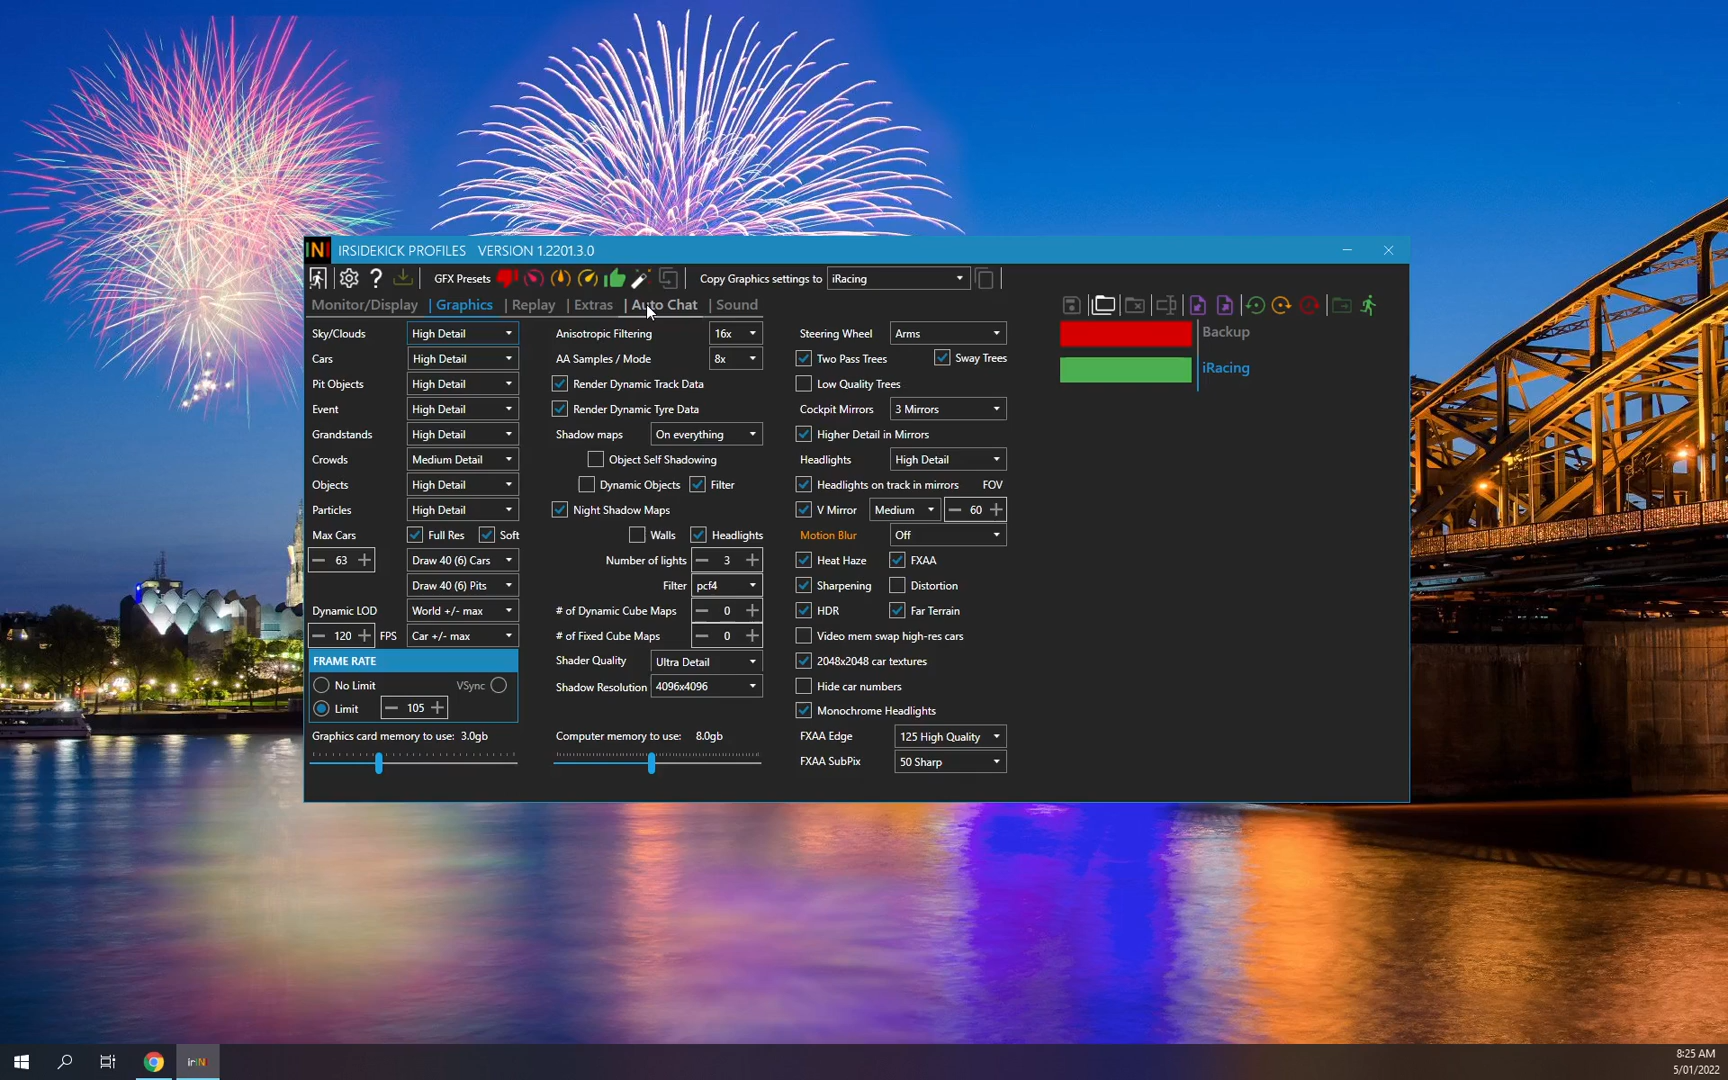 IRSIDEKICK PROFILES VERSION 1.2201.3.0
GFX Presets Copy Graphics settings to iRacing
Monitor/Display | Graphics | Replay | Extras | Auto Chat | Sound
Sky/Clouds High Detail
Cars High Detail
Pit Objects High Detail
Event High Detail
Grandstands High Detail
Crowds Medium Detail
Objects High Detail
Particles High Detail
Max Cars Full Res Soft
63 Draw 40 (6) Cars
Draw 40 (6) Pits
Dynamic LOD World +/- max
120 FPS Car +/- max
FRAME RATE
No Limit VSync
Limit 105
Graphics card memory to use: 3.0gb
Anisotropic Filtering 16x
AA Samples / Mode 8x
Render Dynamic Track Data
Render Dynamic Tyre Data
Shadow maps On everything
Object Self Shadowing
Dynamic Objects Filter
Night Shadow Maps
Walls Headlights
Number of lights 3
Filter pcf4
# of Dynamic Cube Maps 0
# of Fixed Cube Maps 0
Shader Quality Ultra Detail
Shadow Resolution 4096x4096
Computer memory to use: 8.0gb
Steering Wheel Arms
Two Pass Trees Sway Trees
Low Quality Trees
Cockpit Mirrors 3 Mirrors
Higher Detail in Mirrors
Headlights High Detail
Headlights on track in mirrors FOV
V Mirror Medium 60
Motion Blur Off
Heat Haze FXAA
Sharpening Distortion
HDR Far Terrain
Video mem swap high-res cars
2048x2048 car textures
Hide car numbers
Monochrome Headlights
FXAA Edge 125 High Quality
FXAA SubPix 50 Sharp
Backup
iRacing
8:25 AM
5/01/2022